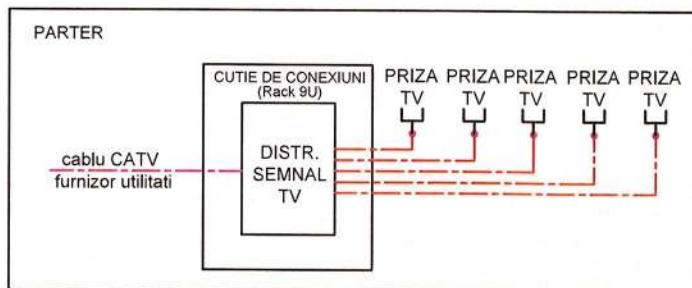 PARTER
CUTIE DE CONEXIUNI
(Rack 9U)
PRIZA PRIZA PRIZA PRIZA PRIZA
TV TV TV TV TV
DISTR.
SEMNAL
TV
cablu CATV
furnizor utilitati